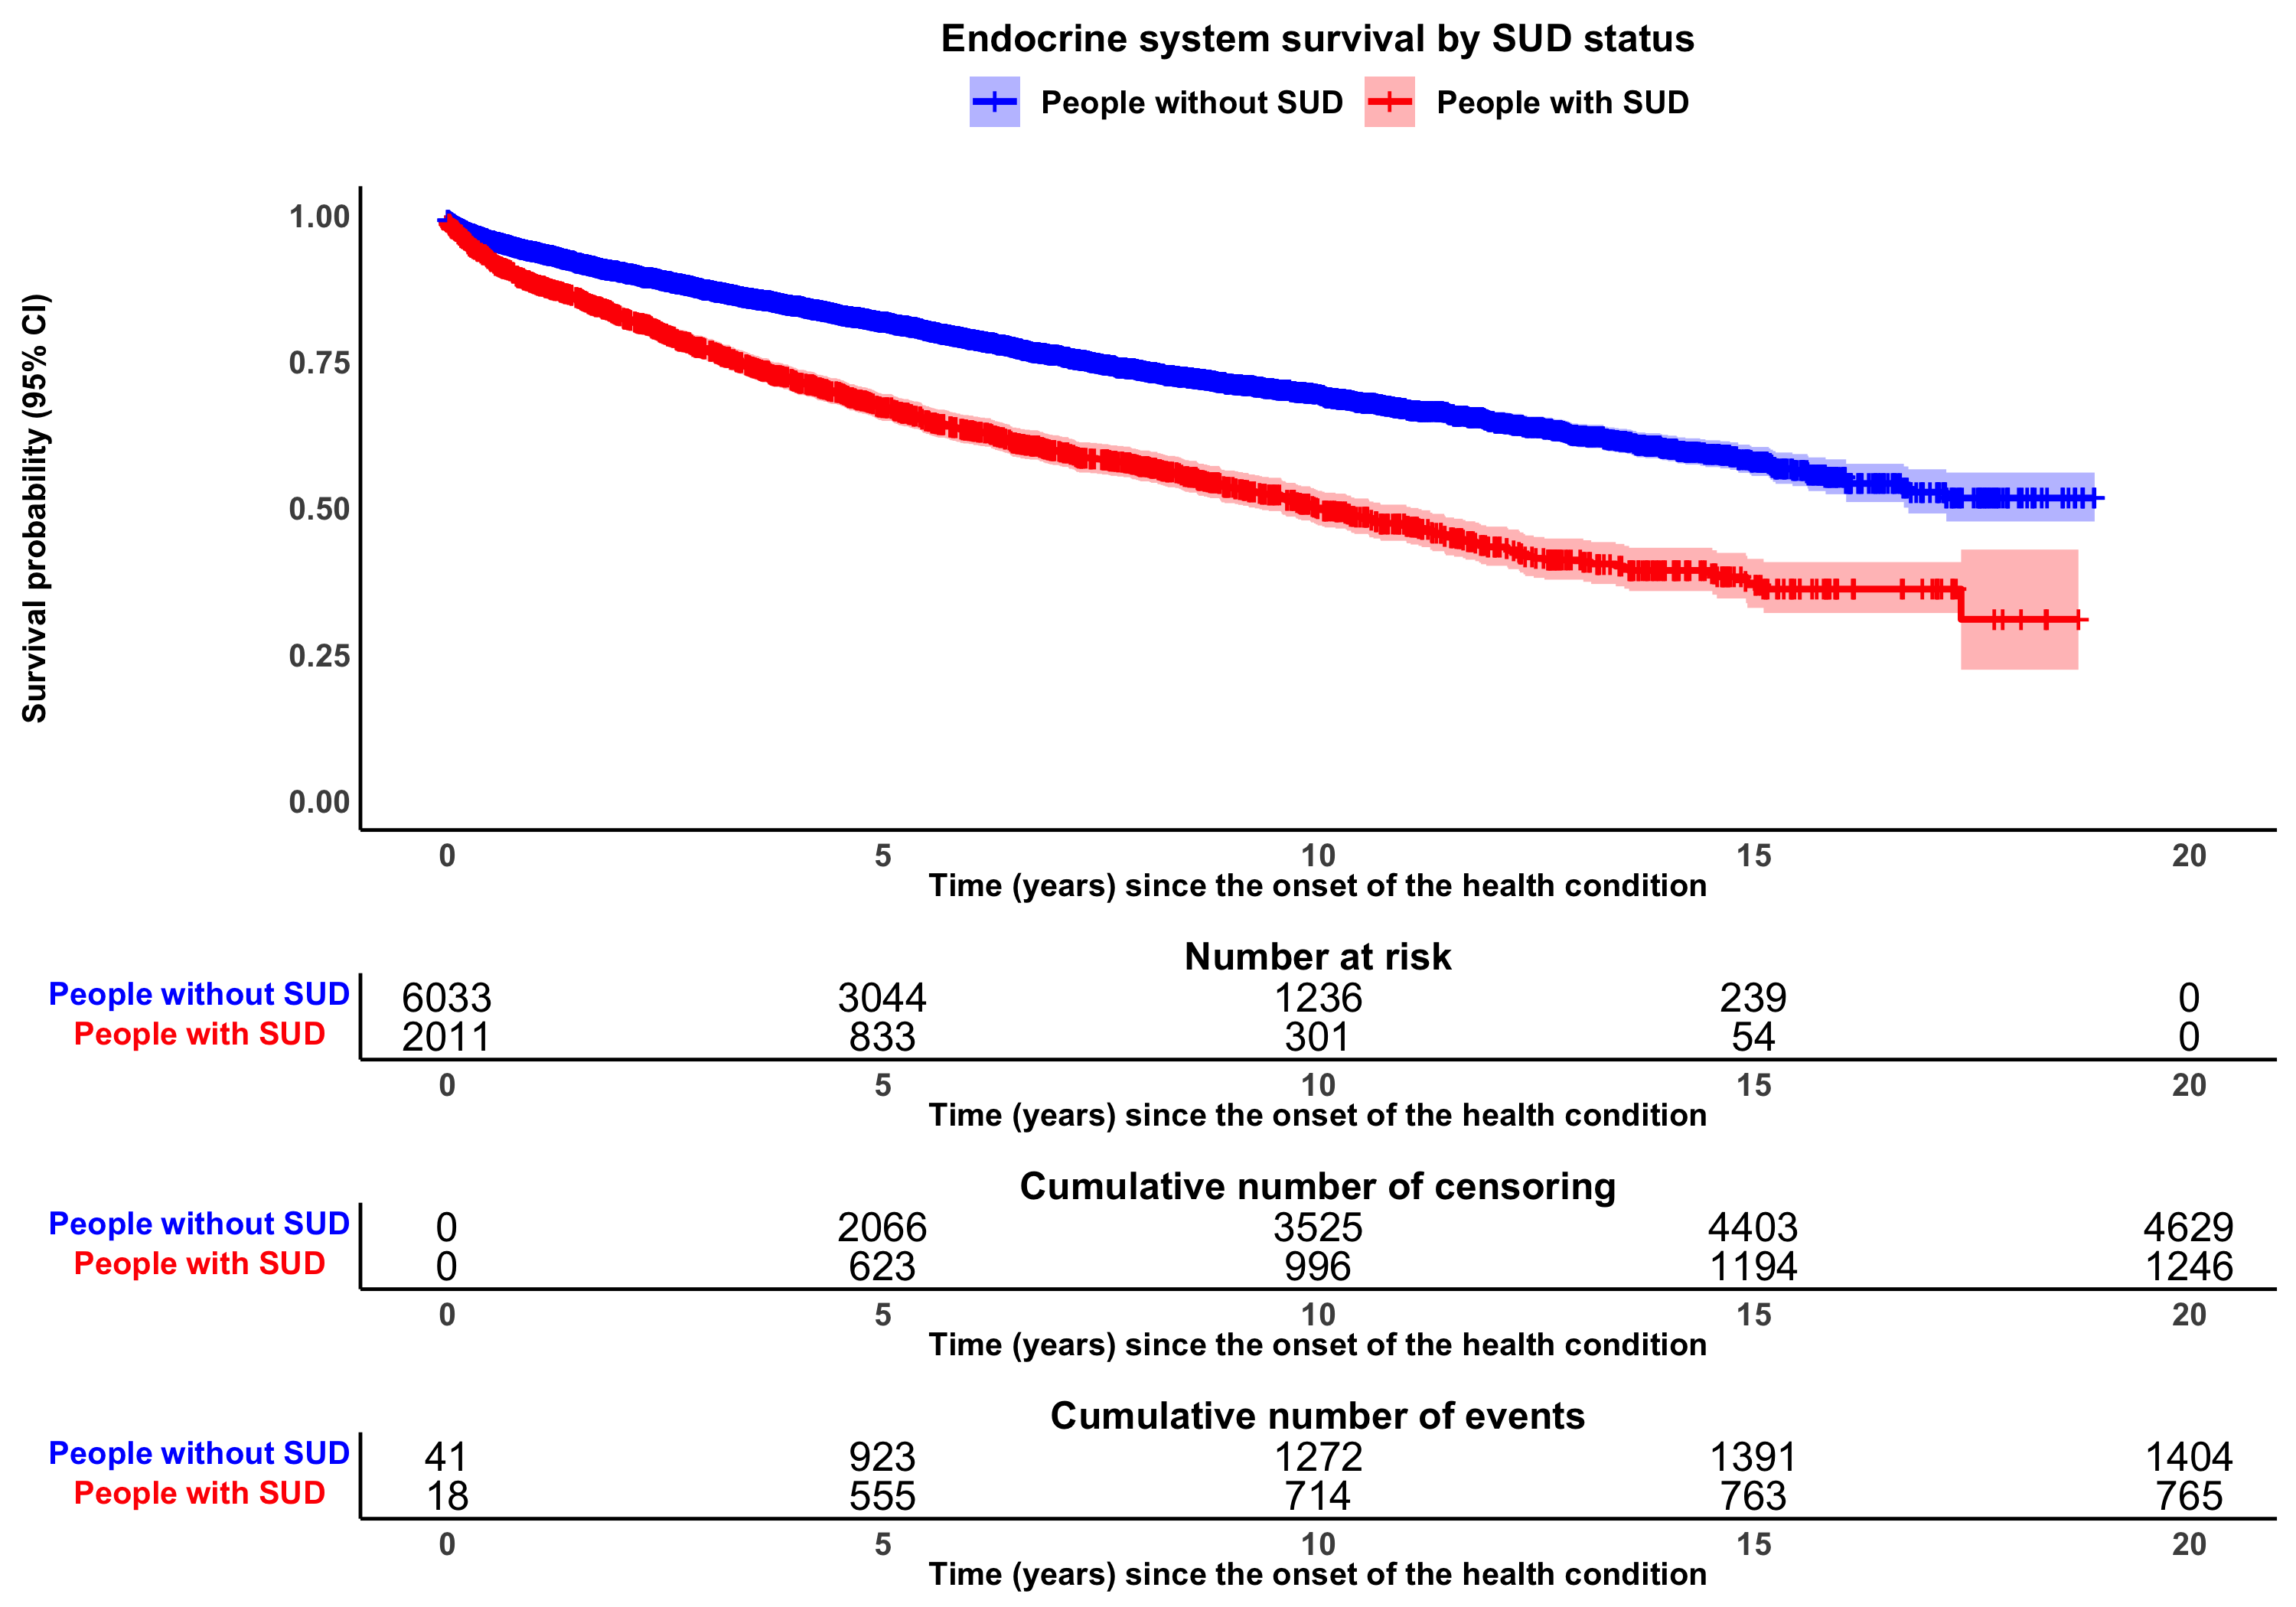 Endocrine system survival by SUD status
People without SUD People with SUD
Survival probability (95% CI)
1.00
0.75
0.50
0.25
0.00
0 5 10 15 20
Time (years) since the onset of the health condition
Number at risk
People without SUD 6033 3044 1236 239 0
People with SUD 2011 833 301 54 0
0 5 10 15 20
Time (years) since the onset of the health condition
Cumulative number of censoring
People without SUD 0 2066 3525 4403 4629
People with SUD 0 623 996 1194 1246
0 5 10 15 20
Time (years) since the onset of the health condition
Cumulative number of events
People without SUD 41 923 1272 1391 1404
People with SUD 18 555 714 763 765
0 5 10 15 20
Time (years) since the onset of the health condition